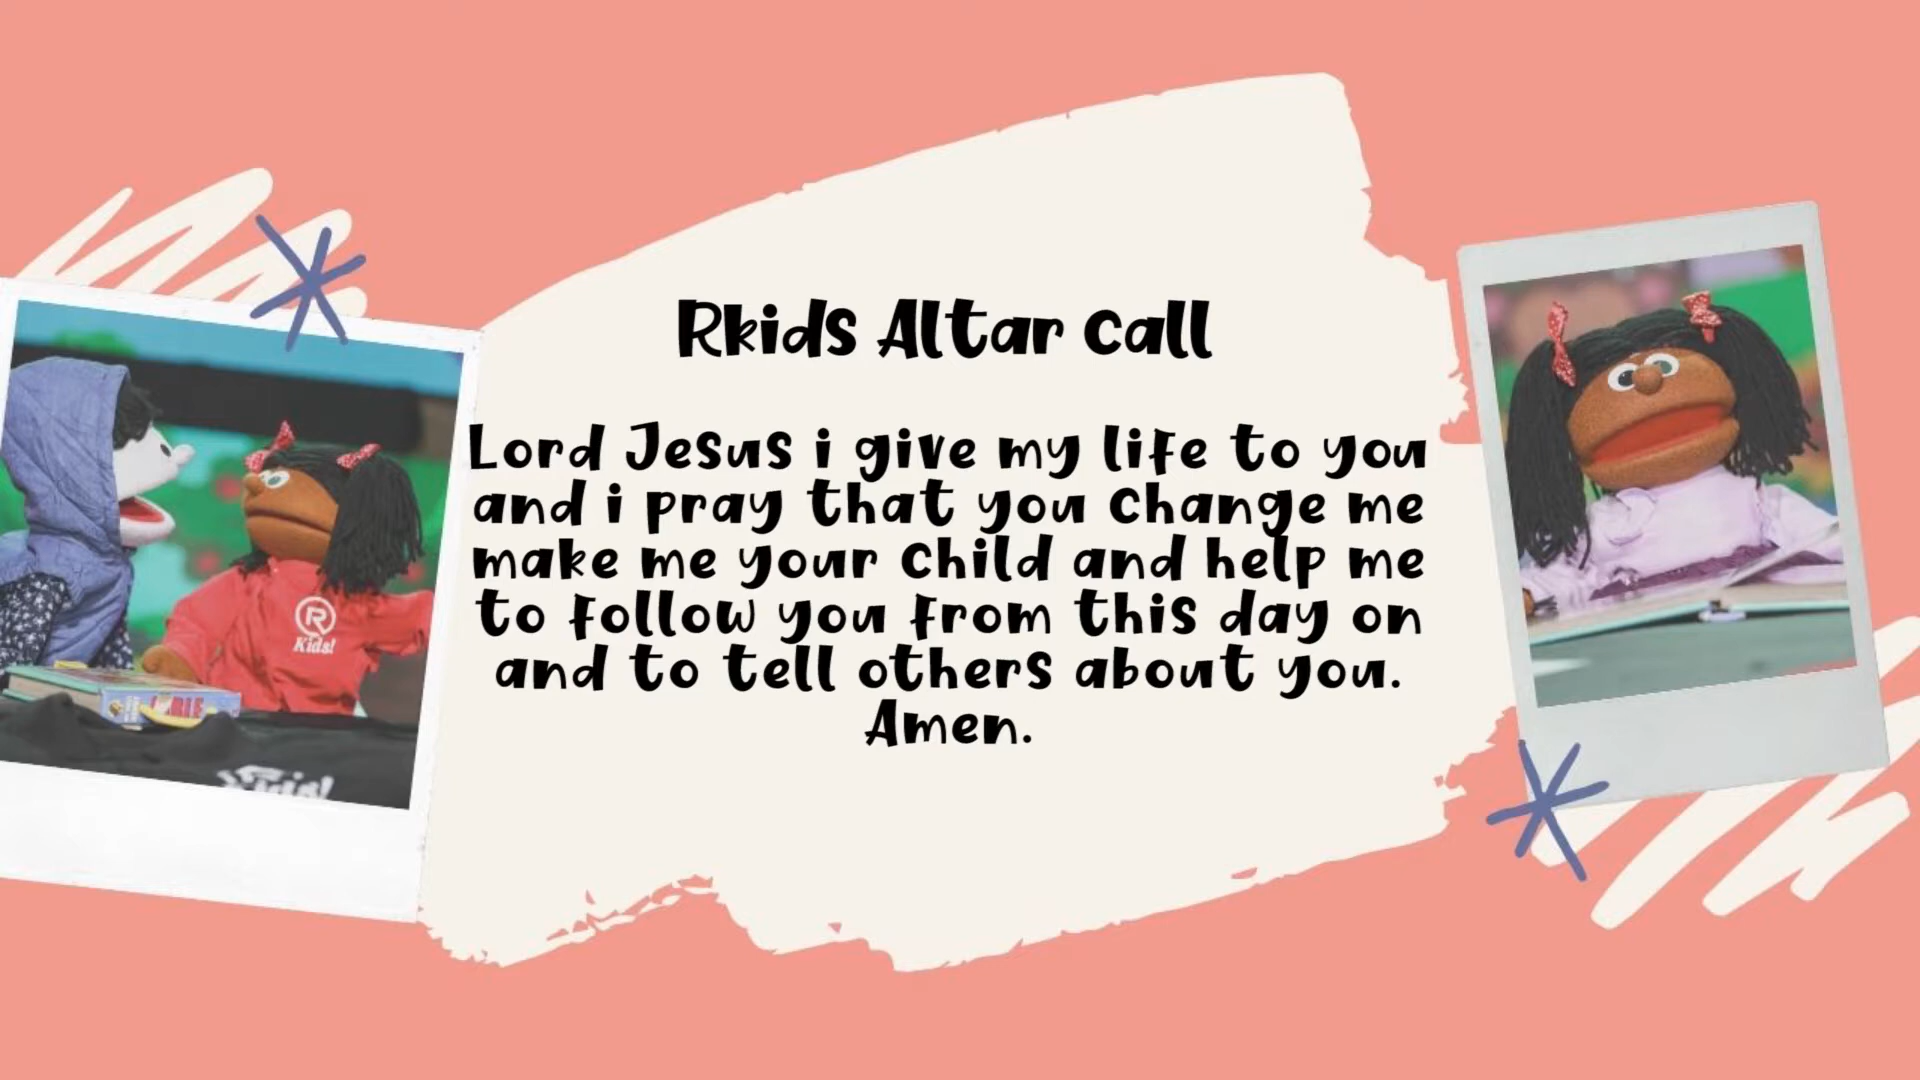 Rkids Altar call
Lord Jesus i give my life to you
and i pray that you change me
make me your child and help me
to follow you from this day on
and to tell others about you.
Amen.
R
Kids!